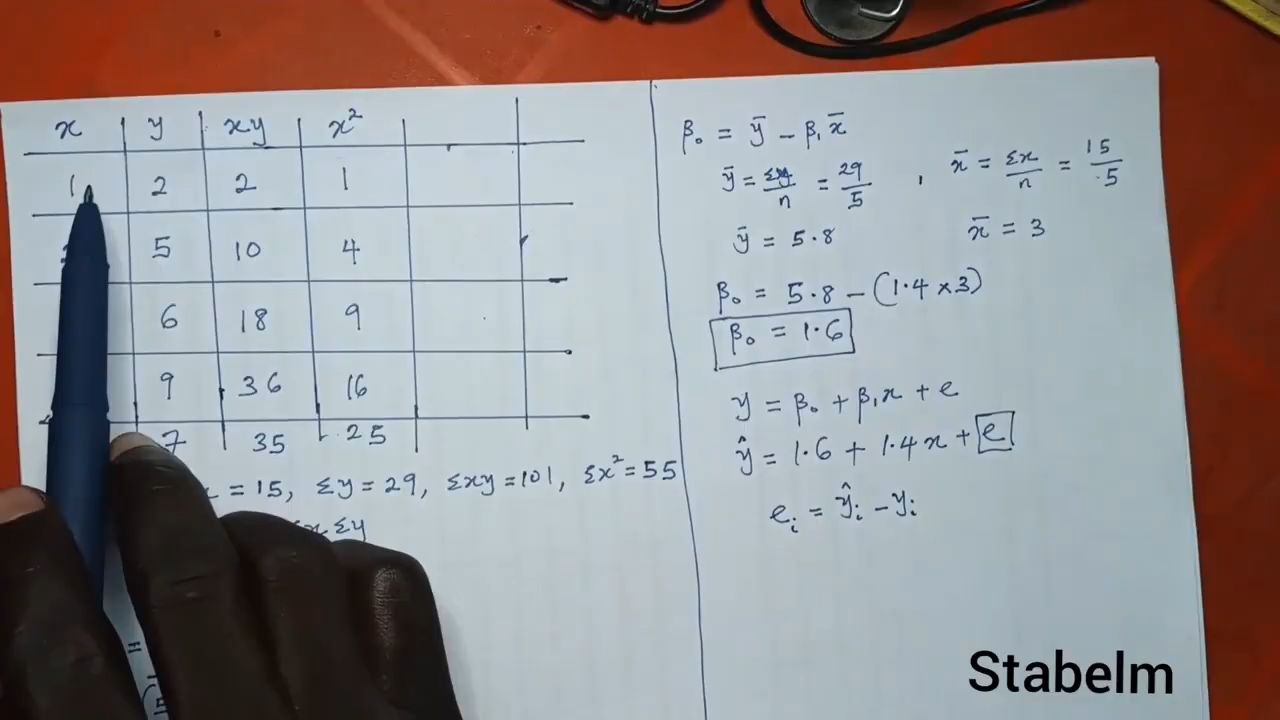 x y xy x²
1 2 2 1
5 10 4
6 18 9
9 36 16
7 35 25
= 15, Σy = 29, Σxy = 101, Σx² = 55
Σy
β₀ = ȳ - β₁x̄
ȳ = Σy/n = 29/5 , x̄ = Σx/n = 15/5
ȳ = 5.8 x̄ = 3
β₀ = 5.8 - (1.4 × 3)
β₀ = 1.6
y = β₀ + β₁x + e
ŷ = 1.6 + 1.4x + e
eᵢ = ŷᵢ - yᵢ
Stabelm